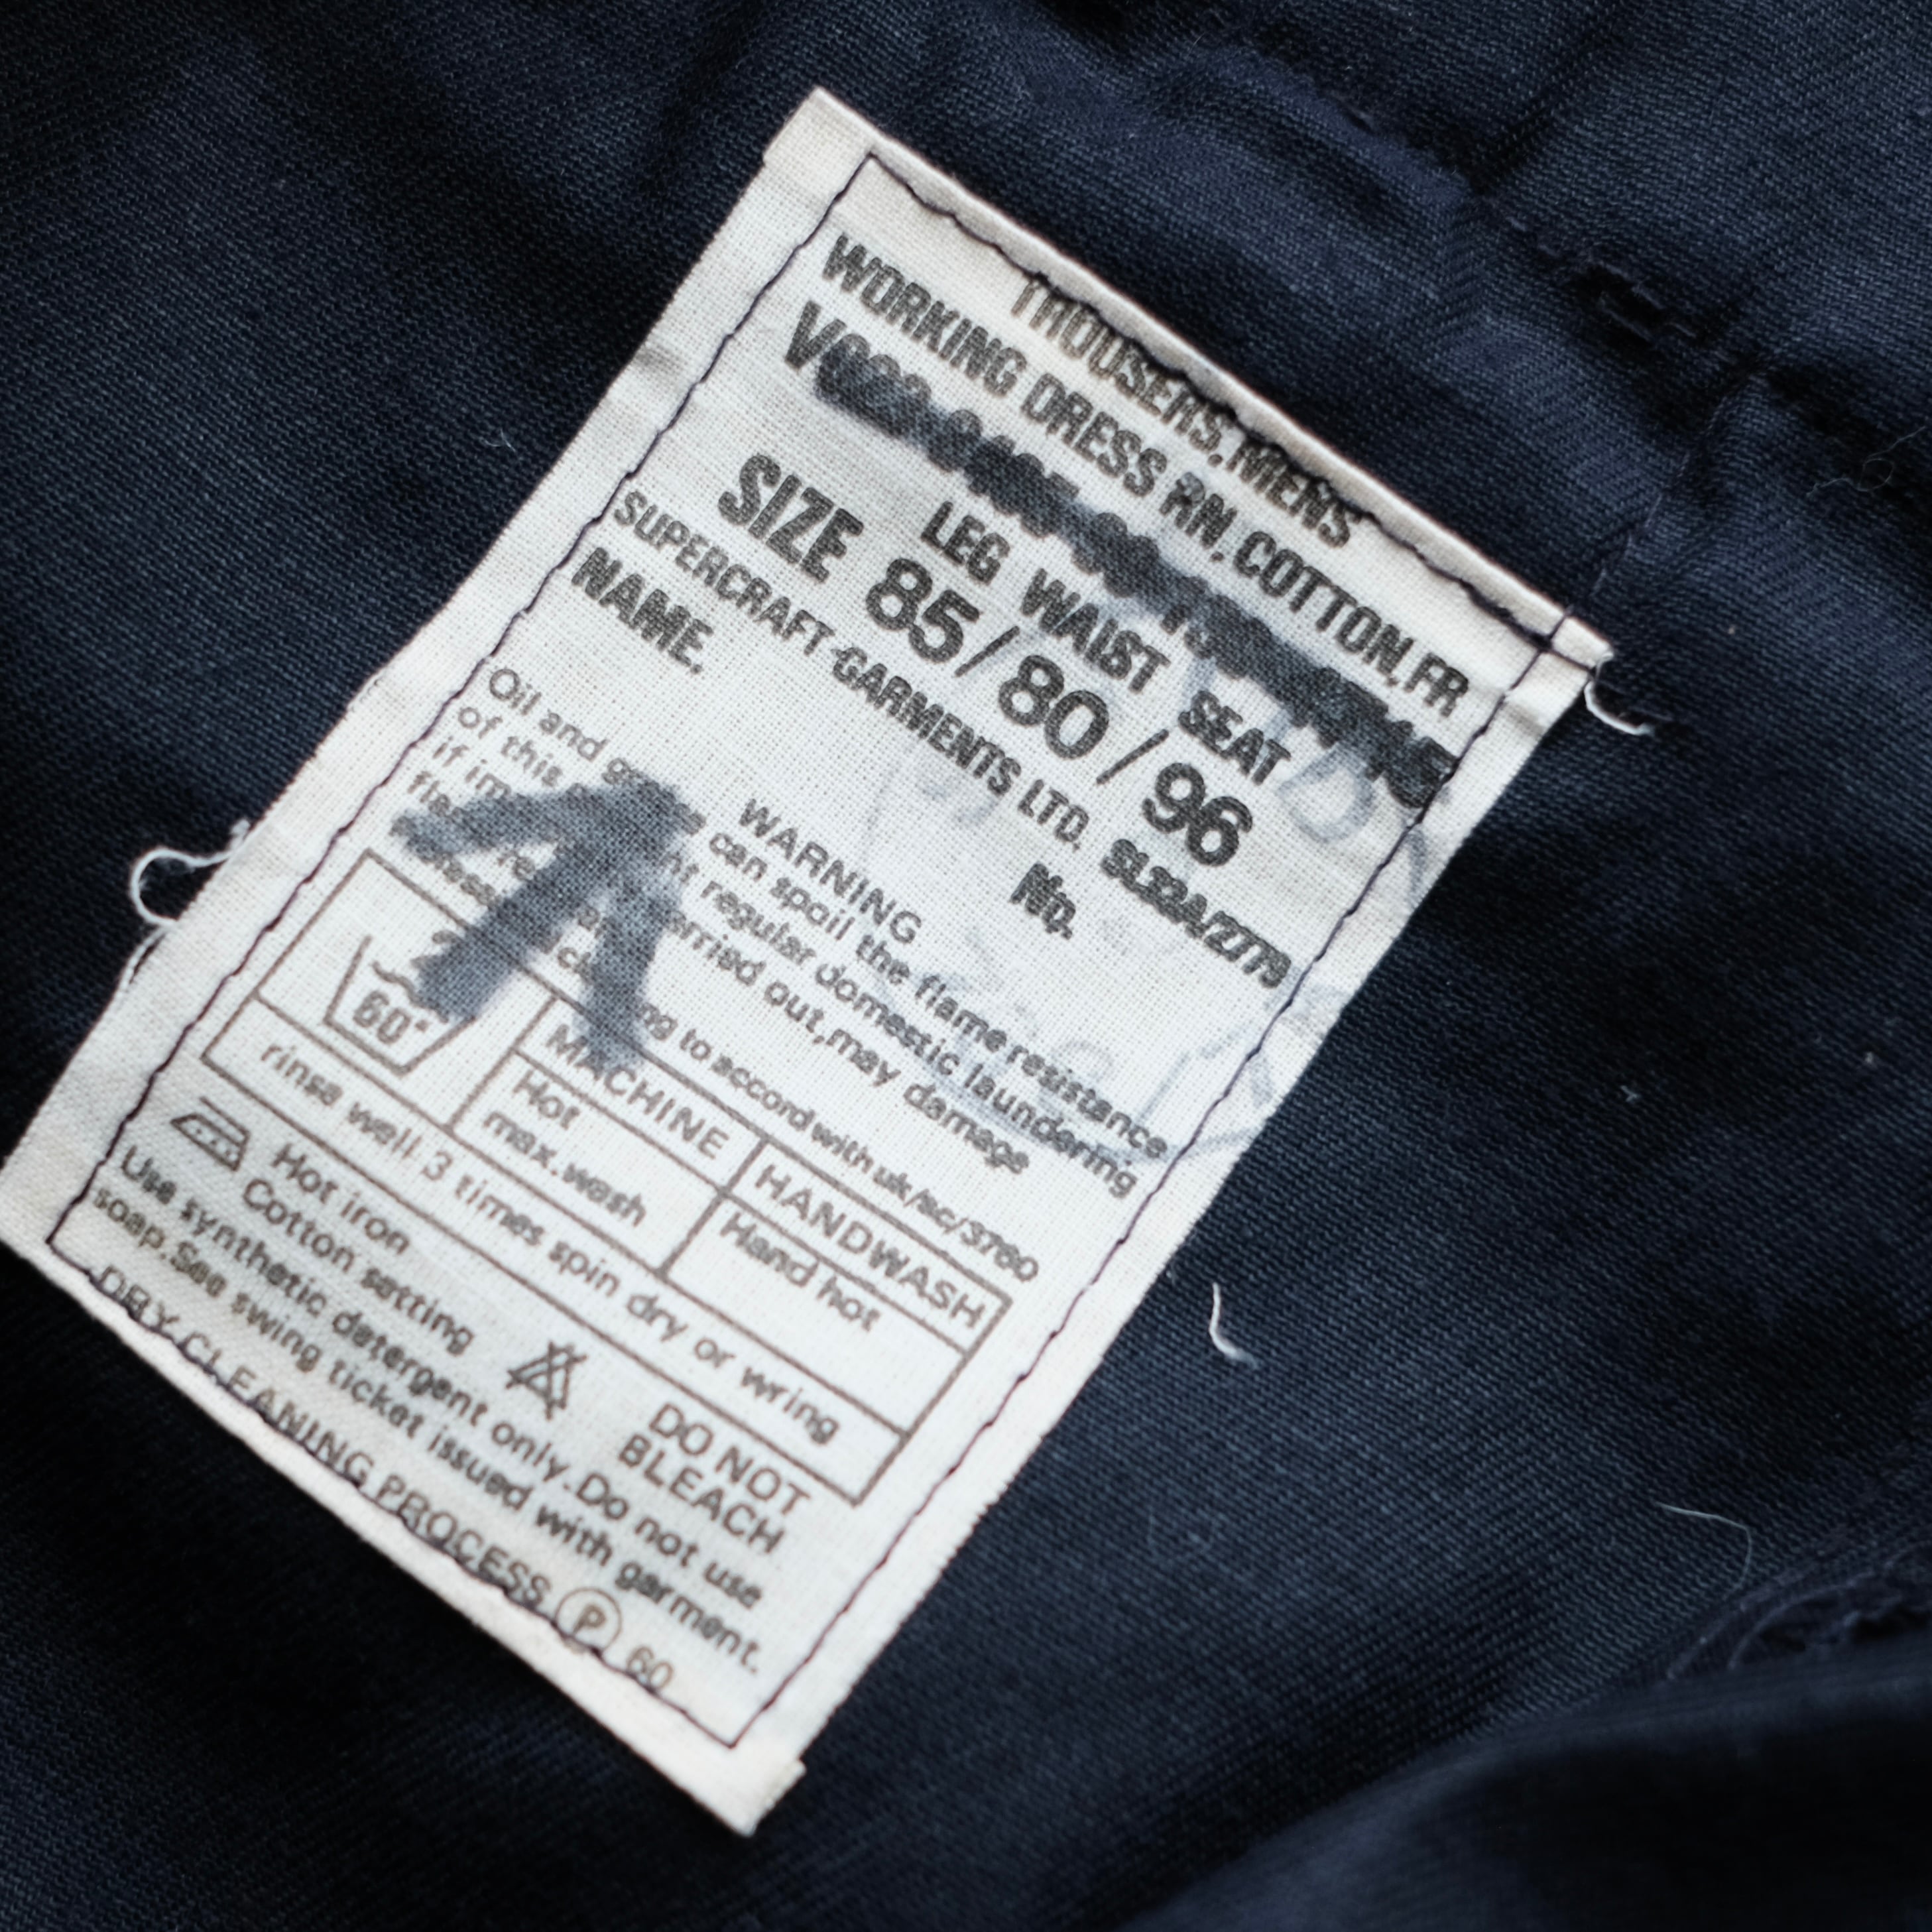 TROUSERS, MENS
WORKING DRESS RN, COTTON, FR
LEG WAIST SEAT
SIZE 85/80/96
SUPERCRAFT GARMENTS LTD. SL22A/2779
NAME. No.
WARNING
Oil and can spoil the flame resistance
of this regular domestic laundering
if out, may damage
to accord with uk/sc/3760
MACHINE HANDWASH
60° Hot Hand hot
max. wash
rinse well 3 times spin dry or wring
Hot iron DO NOT
Cotton setting BLEACH
Use synthetic detergent only. Do not use
soap. See swing ticket issued with garment.
DRY CLEANING PROCESS P 60